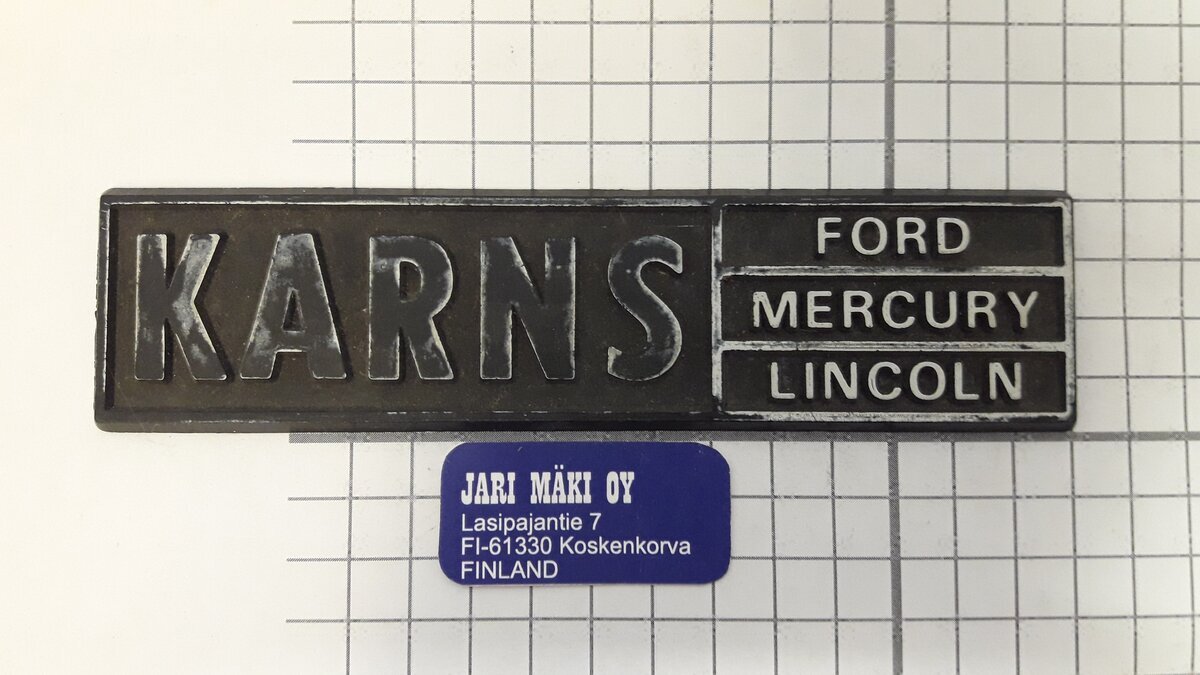 KARNS
FORD
MERCURY
LINCOLN
JARI MÄKI OY
Lasipajantie 7
FI-61330 Koskenkorva
FINLAND